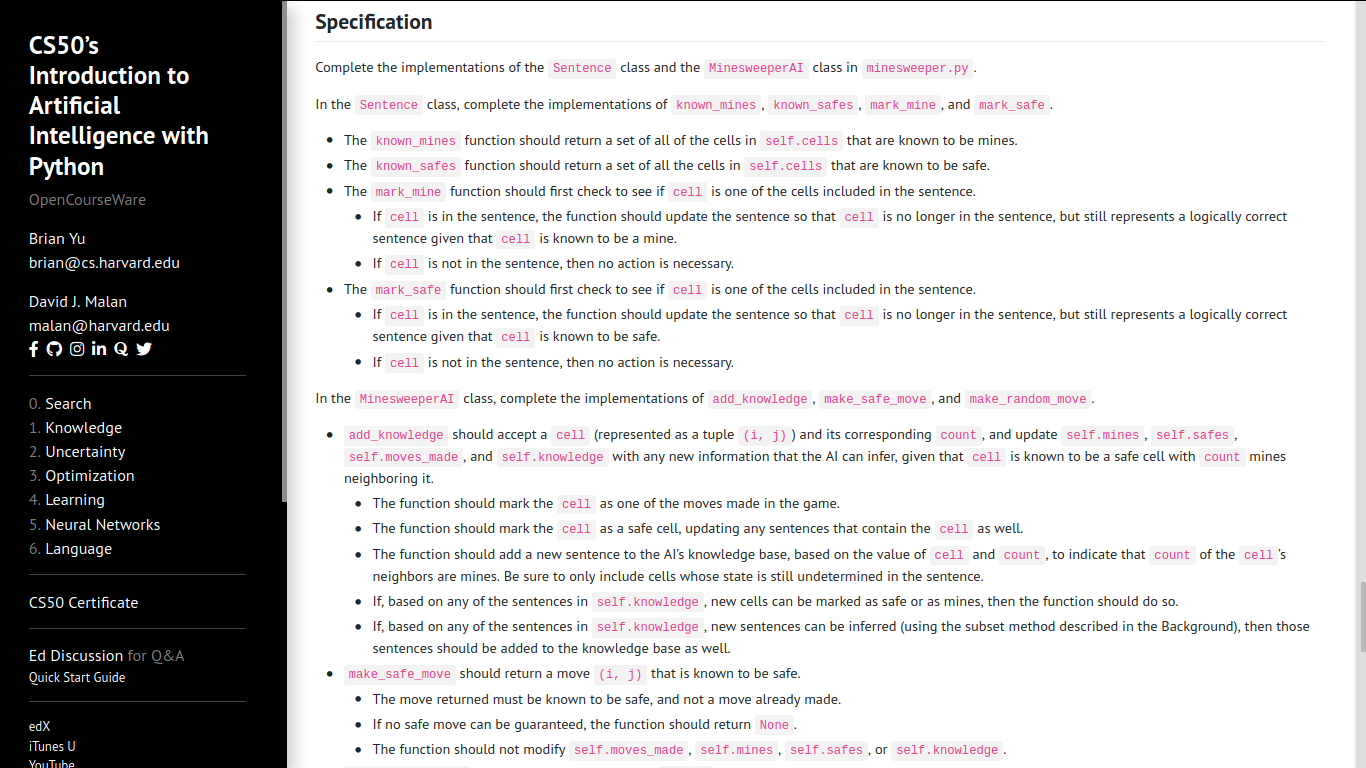 CS50’s
Introduction to
Artificial
Intelligence with
Python
OpenCourseWare
Brian Yu
brian@cs.harvard.edu
David J. Malan
malan@harvard.edu
0. Search
1. Knowledge
2. Uncertainty
3. Optimization
4. Learning
5. Neural Networks
6. Language
CS50 Certificate
Ed Discussion for Q&A
Quick Start Guide
edX
iTunes U
YouTube
Specification
Complete the implementations of the Sentence class and the MinesweeperAI class in minesweeper.py.
In the Sentence class, complete the implementations of known_mines, known_safes, mark_mine, and mark_safe.
The known_mines function should return a set of all of the cells in self.cells that are known to be mines.
The known_safes function should return a set of all the cells in self.cells that are known to be safe.
The mark_mine function should first check to see if cell is one of the cells included in the sentence.
If cell is in the sentence, the function should update the sentence so that cell is no longer in the sentence, but still represents a logically correct
sentence given that cell is known to be a mine.
If cell is not in the sentence, then no action is necessary.
The mark_safe function should first check to see if cell is one of the cells included in the sentence.
If cell is in the sentence, the function should update the sentence so that cell is no longer in the sentence, but still represents a logically correct
sentence given that cell is known to be safe.
If cell is not in the sentence, then no action is necessary.
In the MinesweeperAI class, complete the implementations of add_knowledge, make_safe_move, and make_random_move.
add_knowledge should accept a cell (represented as a tuple (i, j)) and its corresponding count, and update self.mines, self.safes,
self.moves_made, and self.knowledge with any new information that the AI can infer, given that cell is known to be a safe cell with count mines
neighboring it.
The function should mark the cell as one of the moves made in the game.
The function should mark the cell as a safe cell, updating any sentences that contain the cell as well.
The function should add a new sentence to the AI’s knowledge base, based on the value of cell and count, to indicate that count of the cell’s
neighbors are mines. Be sure to only include cells whose state is still undetermined in the sentence.
If, based on any of the sentences in self.knowledge, new cells can be marked as safe or as mines, then the function should do so.
If, based on any of the sentences in self.knowledge, new sentences can be inferred (using the subset method described in the Background), then those
sentences should be added to the knowledge base as well.
make_safe_move should return a move (i, j) that is known to be safe.
The move returned must be known to be safe, and not a move already made.
If no safe move can be guaranteed, the function should return None.
The function should not modify self.moves_made, self.mines, self.safes, or self.knowledge.